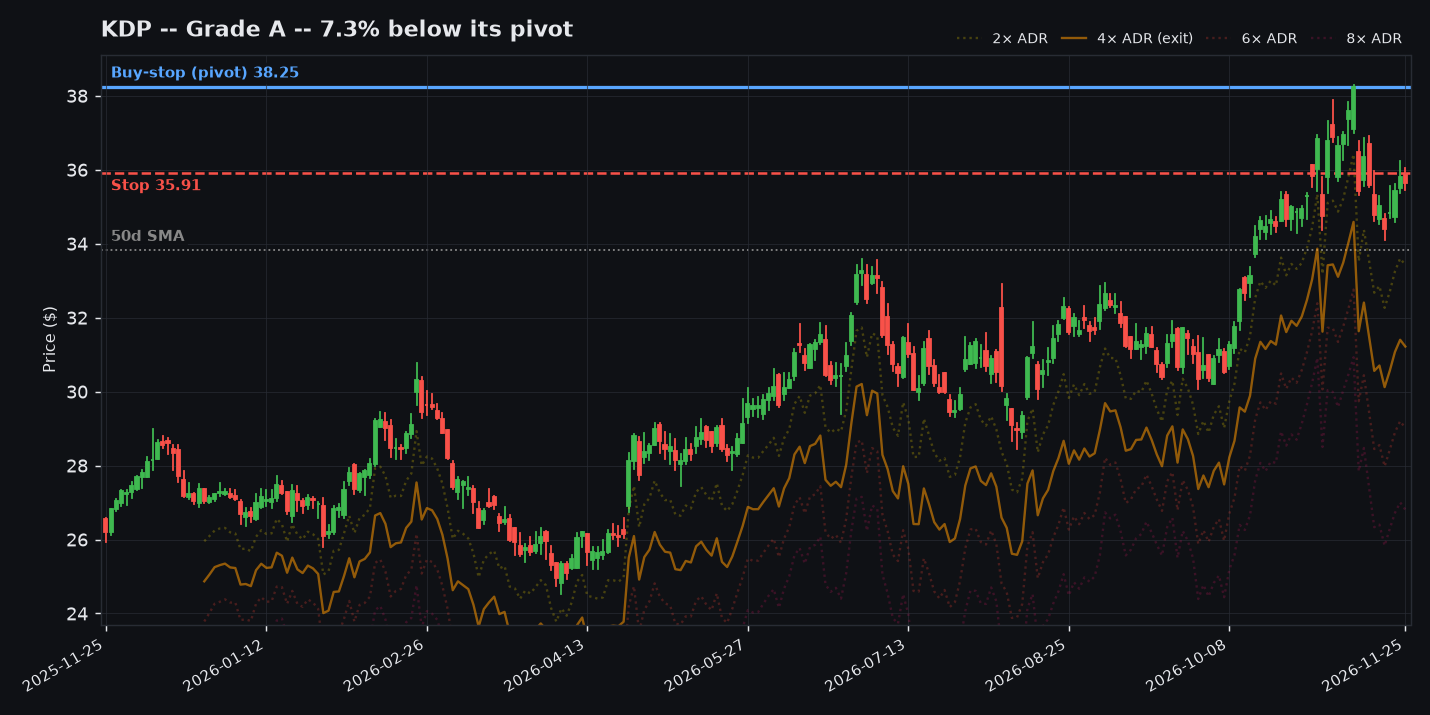 KDP -- Grade A -- 7.3% below its pivot
2× ADR
4× ADR (exit)
6× ADR
8× ADR
Buy-stop (pivot) 38.25
Stop 35.91
50d SMA
Price ($)
38
36
34
32
30
28
26
24
2025-11-25
2026-01-12
2026-02-26
2026-04-13
2026-05-27
2026-07-13
2026-08-25
2026-10-08
2026-11-25